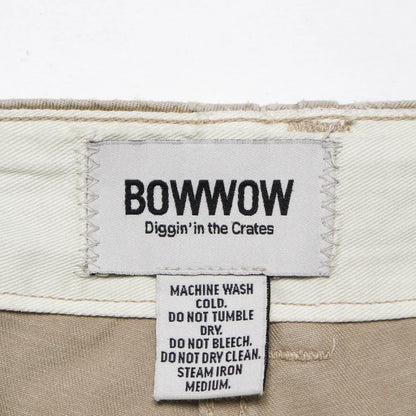 BOWWOW
Diggin' in the Crates
MACHINE WASH
COLD.
DO NOT TUMBLE
DRY.
DO NOT BLEECH.
DO NOT DRY CLEAN.
STEAM IRON
MEDIUM.